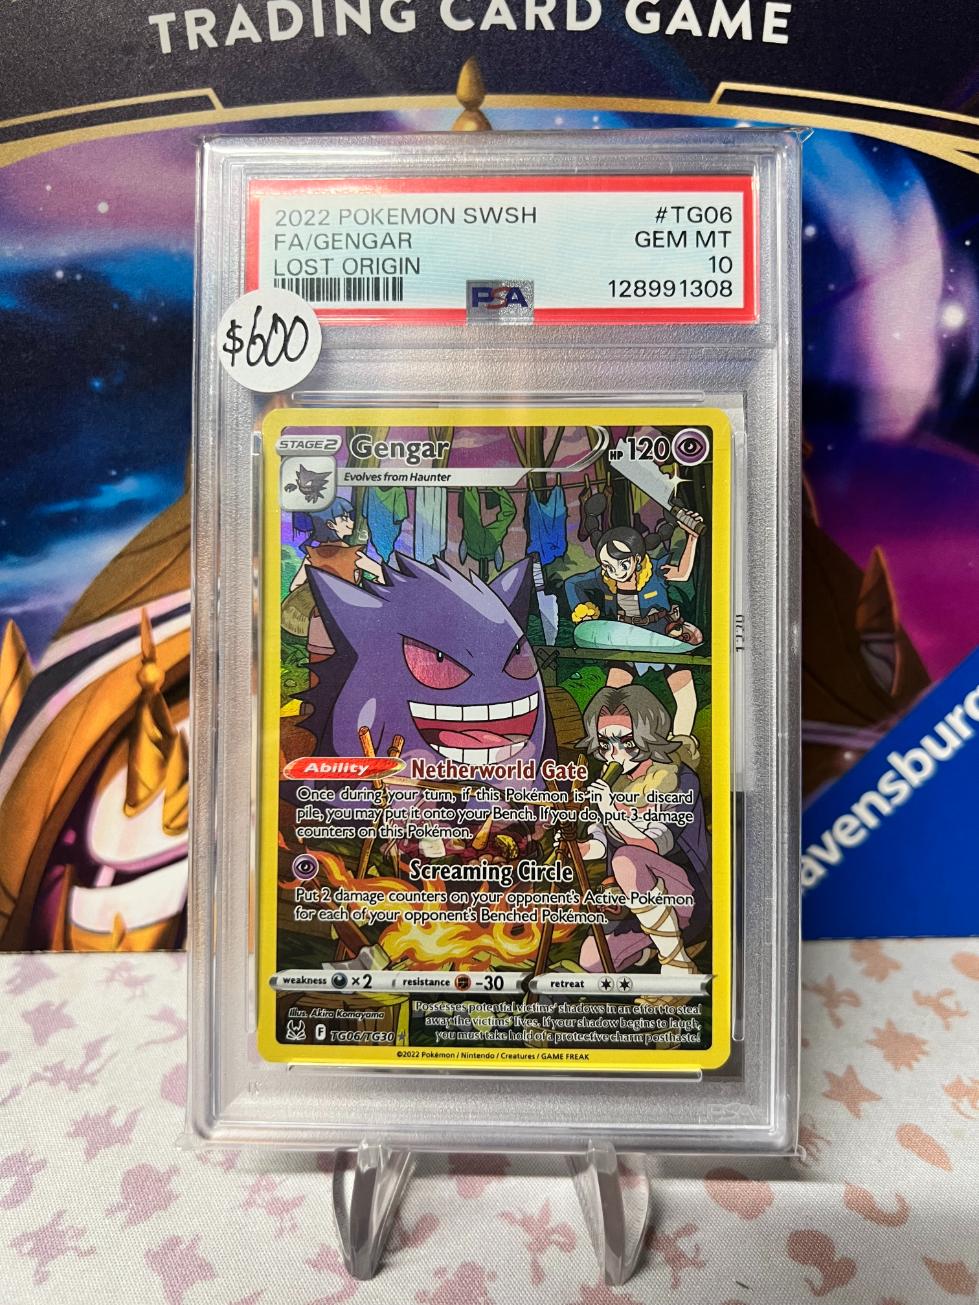 TRADING CARD GAME
2022 POKEMON SWSH #TG06
FA/GENGAR GEM MT
LOST ORIGIN 10
PSA 128991308
$600
STAGE 2 Gengar HP 120
Evolves from Haunter
Ability Netherworld Gate
Once during your turn, if this Pokémon is in your discard
pile, you may put it onto your Bench. If you do, put 3 damage
counters on this Pokémon.
Screaming Circle
Put 2 damage counters on your opponent's Active Pokémon
for each of your opponent's Benched Pokémon.
weakness ×2 resistance -30 retreat
Illus. Akira Komayama
Possesses potential victims' shadows in an effort to steal
away the victims' lives. If your shadow begins to laugh,
you must take hold of a protective charm posthaste!
F TG06/TG30
©2022 Pokémon / Nintendo / Creatures / GAME FREAK
PSA
avensburg